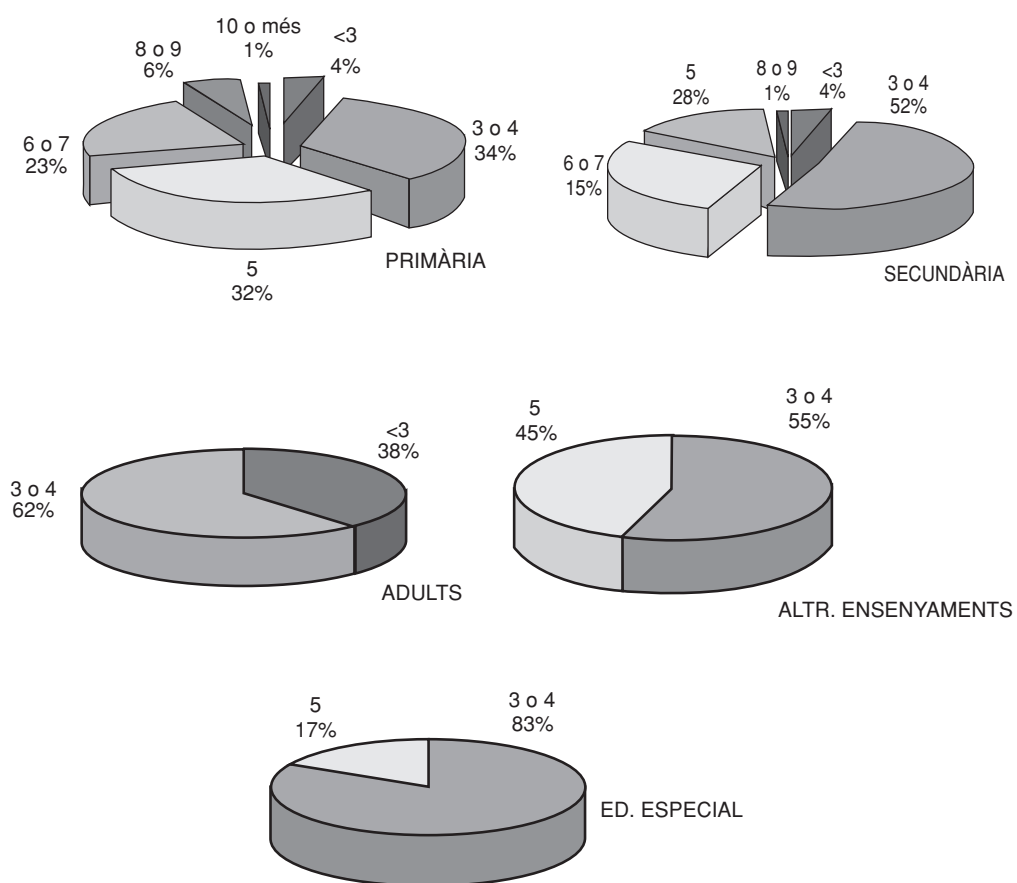 10 o més
1%
<3
4%
8 o 9
6%
3 o 4
34%
6 o 7
23%
5
32%
PRIMÀRIA
5
28%
8 o 9
1%
<3
4%
3 o 4
52%
6 o 7
15%
SECUNDÀRIA
<3
38%
3 o 4
62%
ADULTS
5
45%
3 o 4
55%
ALTR. ENSENYAMENTS
5
17%
3 o 4
83%
ED. ESPECIAL